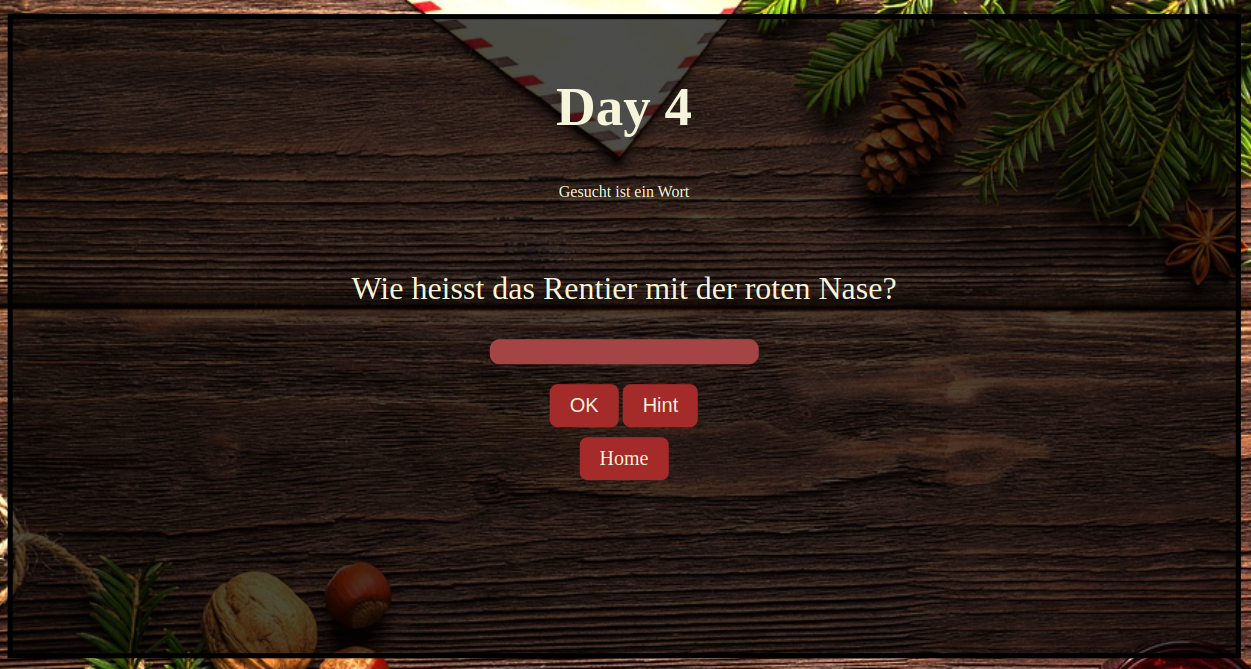 Day 4
Gesucht ist ein Wort
Wie heisst das Rentier mit der roten Nase?
OK Hint
Home